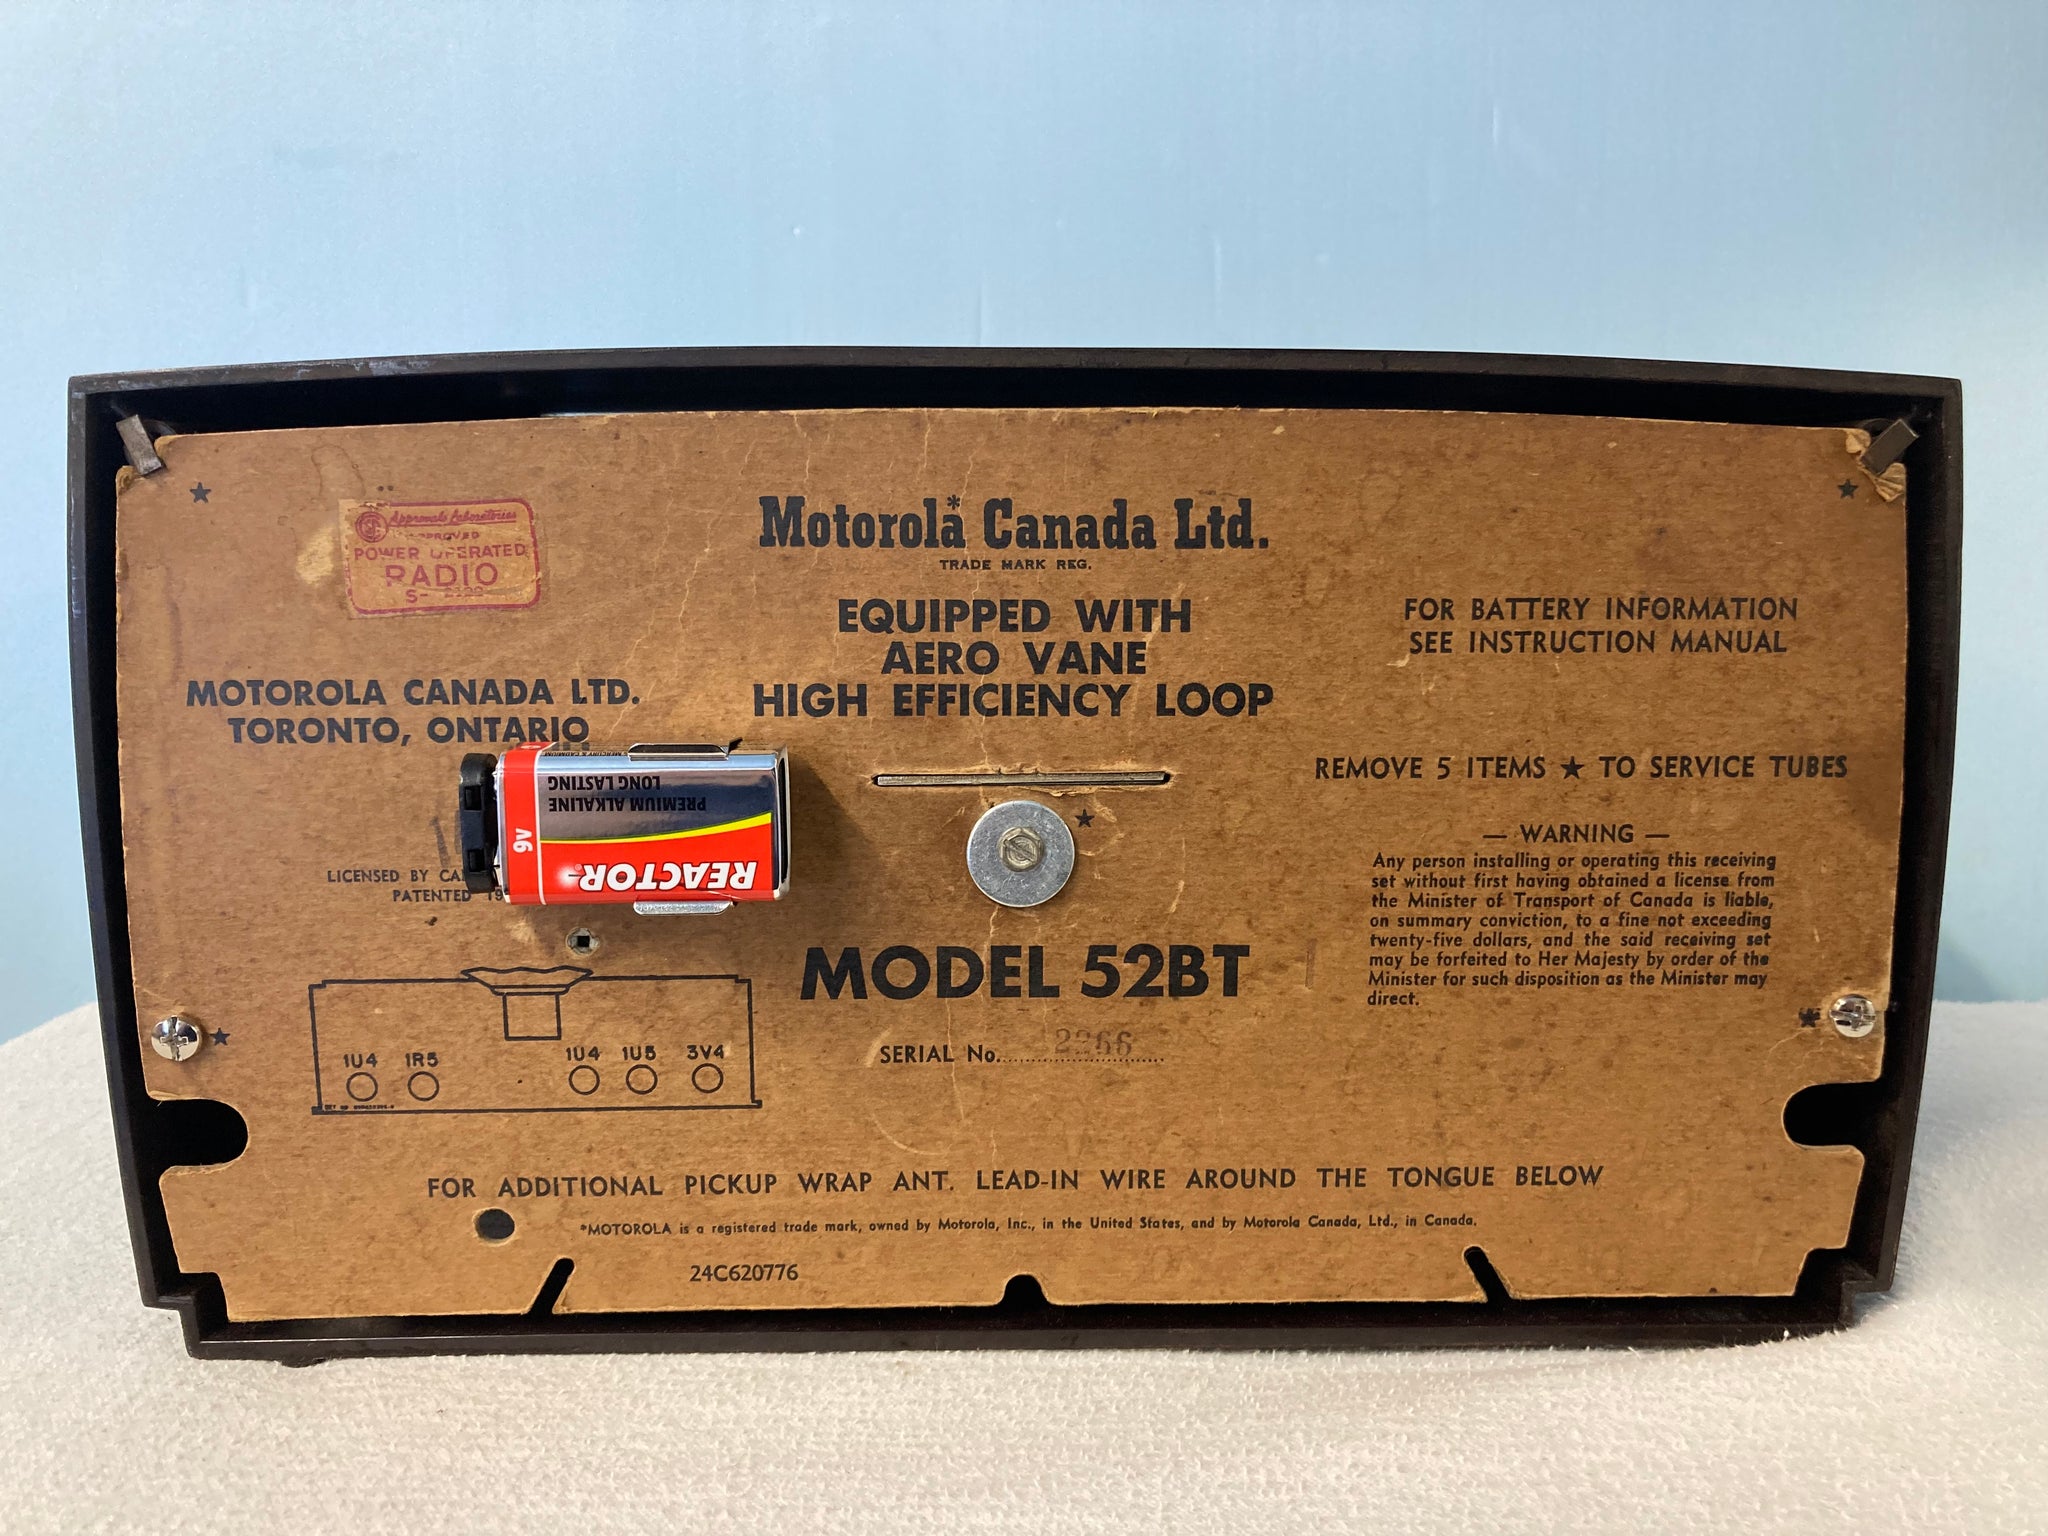 Approvals Laboratories
APPROVED
POWER OPERATED
RADIO
S-
Motorola* Canada Ltd.
TRADE MARK REG.
EQUIPPED WITH
AERO VANE
HIGH EFFICIENCY LOOP
MOTOROLA CANADA LTD.
TORONTO, ONTARIO
9V
PREMIUM ALKALINE
LONG LASTING
REACTOR
LICENSED BY
PATENTED 19
1U4 1R5 1U4 1U5 3V4
MODEL 52BT
SERIAL No. 2266
FOR BATTERY INFORMATION
SEE INSTRUCTION MANUAL
REMOVE 5 ITEMS ★ TO SERVICE TUBES
— WARNING —
Any person installing or operating this receiving
set without first having obtained a license from
the Minister of Transport of Canada is liable,
on summary conviction, to a fine not exceeding
twenty-five dollars, and the said receiving set
may be forfeited to Her Majesty by order of the
Minister for such disposition as the Minister may
direct.
FOR ADDITIONAL PICKUP WRAP ANT. LEAD-IN WIRE AROUND THE TONGUE BELOW
*MOTOROLA is a registered trade mark, owned by Motorola, Inc., in the United States, and by Motorola Canada, Ltd., in Canada.
24C620776